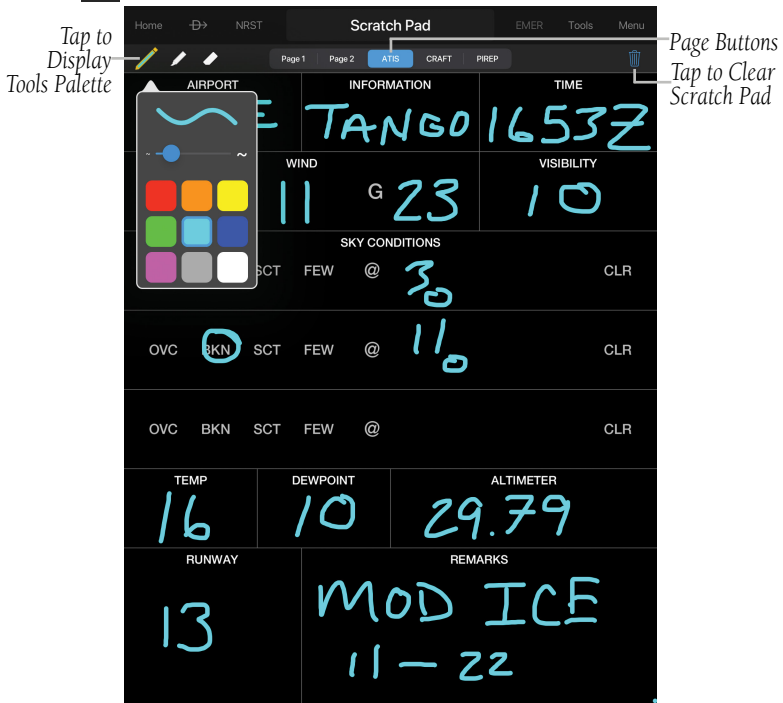 Home D NRST Scratch Pad EMER Tools Menu
Tap to
Display
Tools Palette
Page 1 Page 2 ATIS CRAFT PIREP
Page Buttons
Tap to Clear
Scratch Pad
AIRPORT INFORMATION TIME
E TANGO 1653Z
WIND VISIBILITY
11 G 23 10
SKY CONDITIONS
SCT FEW @ 30 CLR
OVC BKN SCT FEW @ 110 CLR
OVC BKN SCT FEW @ CLR
TEMP DEWPOINT ALTIMETER
16 10 29.79
RUNWAY REMARKS
13 MOD ICE
11 — 22